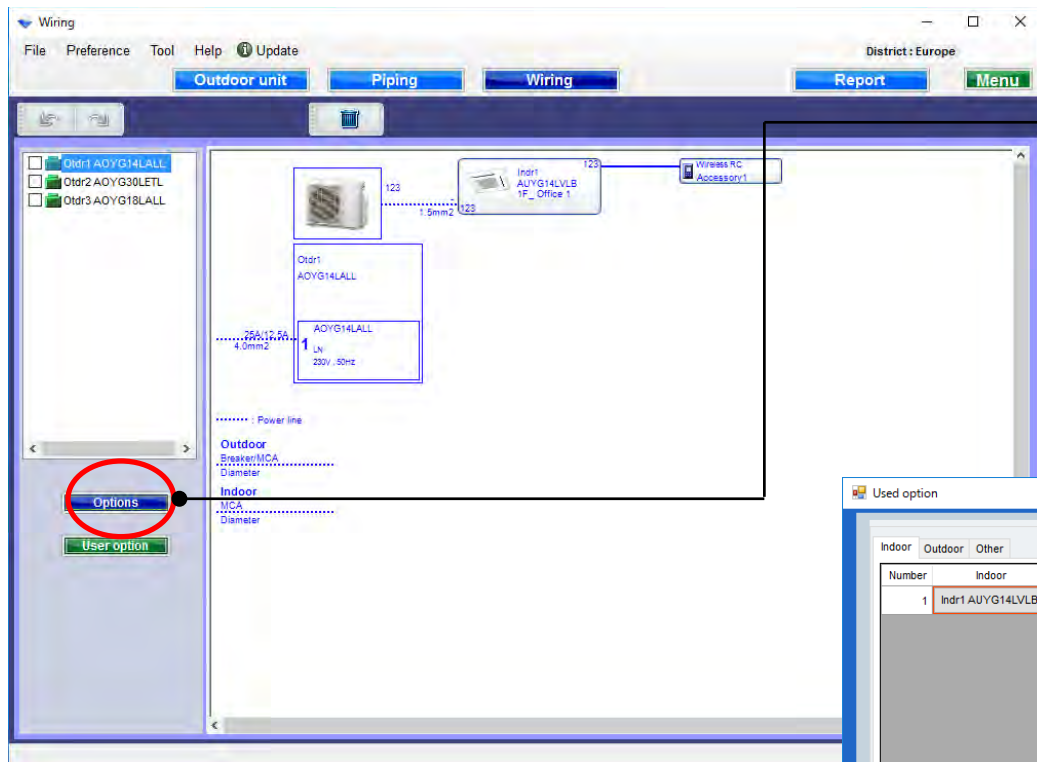 Wiring
File Preference Tool Help Update District : Europe
Outdoor unit Piping Wiring Report Menu
Otdr1 AOYG14LALL
Otdr2 AOYG30LETL
Otdr3 AOYG18LALL
123
1.5mm2
123
Indr1
AUYG14LVLB
1F_ Office 1
123
Wireless RC
Accessory1
Otdr1
AOYG14LALL
25A/12.5A
4.0mm2
AOYG14LALL
1 LN-
230V , 50Hz
: Power line
Outdoor
Breaker/MCA
Diameter
Indoor
MCA
Diameter
Options
User option
Used option
Indoor Outdoor Other
Number Indoor
1 Indr1 AUYG14LVLB